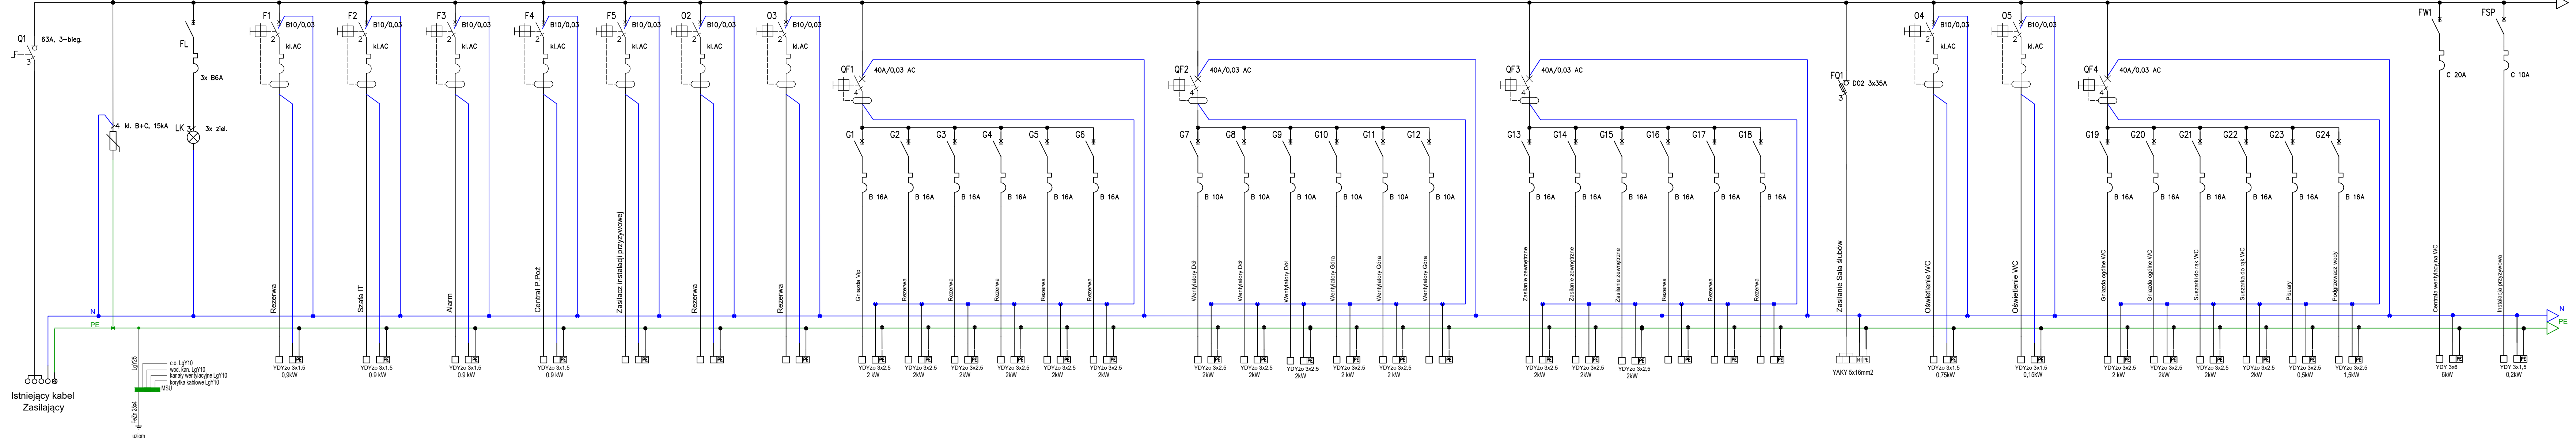 Q1
63A, 3-bieg.
3
4 kl. B+C, 15kA
FL
3x B6A
LK 3
3x ziel.
F1
B10/0,03
2
kl.AC
Rezerwa
F2
B10/0,03
2
kl.AC
Szafa IT
F3
B10/0,03
2
kl.AC
Alarm
F4
B10/0,03
2
kl.AC
Central P.Poż
F5
B10/0,03
2
kl.AC
Zasilacz instalacji przyzywowej
O2
B10/0,03
2
kl.AC
Rezerwa
O3
B10/0,03
2
kl.AC
Rezerwa
QF1
40A/0,03 AC
4
G1 G2 G3 G4 G5 G6
B 16A B 16A B 16A B 16A B 16A B 16A
Gniazda Vip
Rezerwa
Rezerwa
Rezerwa
Rezerwa
Rezerwa
QF2
40A/0,03 AC
4
G7 G8 G9 G10 G11 G12
B 10A B 10A B 10A B 10A B 10A B 10A
Wentylatory Dół
Wentylatory Dół
Wentylatory Dół
Wentylatory Góra
Wentylatory Góra
Wentylatory Góra
QF3
40A/0,03 AC
4
G13 G14 G15 G16 G17 G18
B 16A B 16A B 16A B 16A B 16A B 16A
Zasilanie zewnętrzne
Zasilanie zewnętrzne
Zasilanie zewnętrzne
Rezerwa
Rezerwa
Rezerwa
FQ1
D02 3x35A
3
Zasilanie Sala ślubów
O4
B10/0,03
2
kl.AC
Oświetlenie WC
O5
B10/0,03
2
kl.AC
Oświetlenie WC
QF4
40A/0,03 AC
4
G19 G20 G21 G22 G23 G24
B 16A B 16A B 16A B 16A B 16A B 16A
Gniazda ogólne WC
Gniazda ogólne WC
Suszarki do rąk WC
Suszarka do rąk WC
Pisuary
Podgrzewacz wody
FW1
C 20A
Centrala wentylacyjna WC
FSP
C 10A
Instalacja przyzywowa
N
PE
N
PE
YDYżo 3x1,5
0,9kW
YDYżo 3x1,5
0.9 kW
YDYżo 3x1,5
0.9 kW
YDYżo 3x1,5
0.9 kW
YDYżo 3x2,5
2 kW
YDYżo 3x2,5
2kW
YDYżo 3x2,5
2kW
YDYżo 3x2,5
2kW
YDYżo 3x2,5
2kW
YDYżo 3x2,5
2kW
YDYżo 3x2,5
2kW
YDYżo 3x2,5
2kW
YDYżo 3x2,5
2kW
YDYżo 3x2,5
2 kW
YDYżo 3x2,5
2 kW
YDYżo 3x2,5
2kW
YDYżo 3x2,5
2kW
YDYżo 3x2,5
2kW
YAKY 5x16mm2
YDYżo 3x1,5
0,75kW
YDYżo 3x1,5
0,15kW
YDYżo 3x2,5
2 kW
YDYżo 3x2,5
2kW
YDYżo 3x2,5
2kW
YDYżo 3x2,5
2kW
YDYżo 3x2,5
0,5kW
YDYżo 3x2,5
1,5kW
YDY 3x6
6kW
YDY 3x1,5
0,2kW
LgY25
c.o. LgY10
wod. kan. LgY10
kanały wentylacyjne LgY10
korytka kablowe LgY10
MSU
FeZn 25x4
uziom
Istniejący kabel
Zasilający